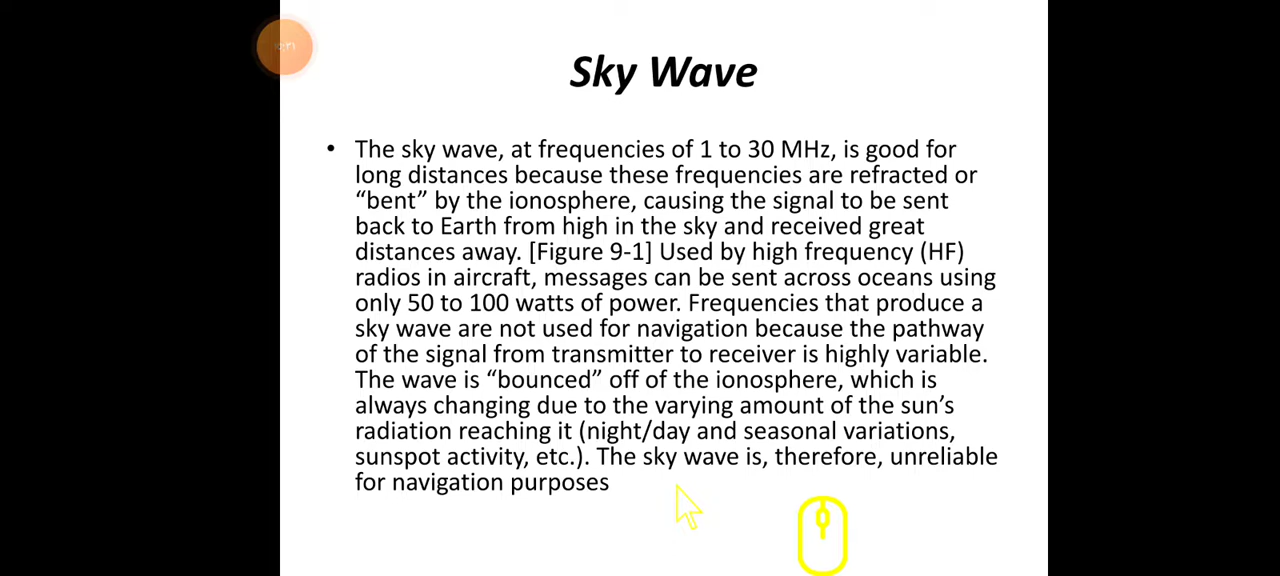 Sky Wave
• The sky wave, at frequencies of 1 to 30 MHz, is good for
long distances because these frequencies are refracted or
“bent” by the ionosphere, causing the signal to be sent
back to Earth from high in the sky and received great
distances away. [Figure 9-1] Used by high frequency (HF)
radios in aircraft, messages can be sent across oceans using
only 50 to 100 watts of power. Frequencies that produce a
sky wave are not used for navigation because the pathway
of the signal from transmitter to receiver is highly variable.
The wave is “bounced” off of the ionosphere, which is
always changing due to the varying amount of the sun’s
radiation reaching it (night/day and seasonal variations,
sunspot activity, etc.). The sky wave is, therefore, unreliable
for navigation purposes